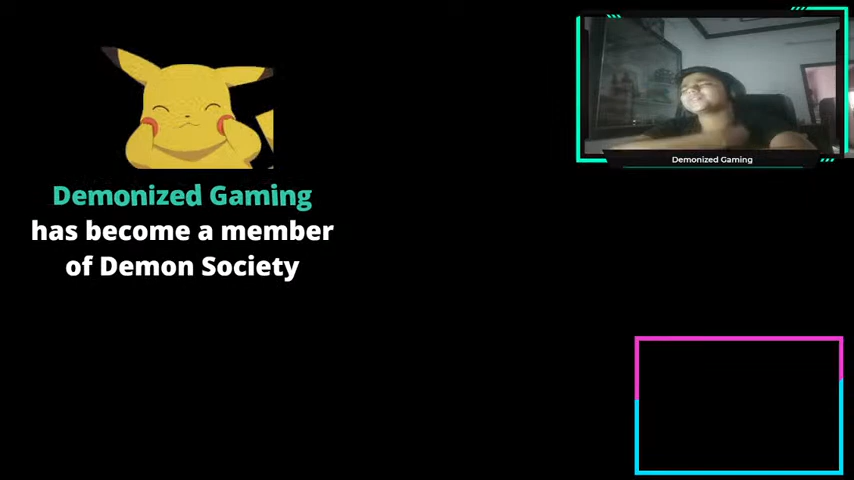 Demonized Gaming
has become a member
of Demon Society
Demonized Gaming